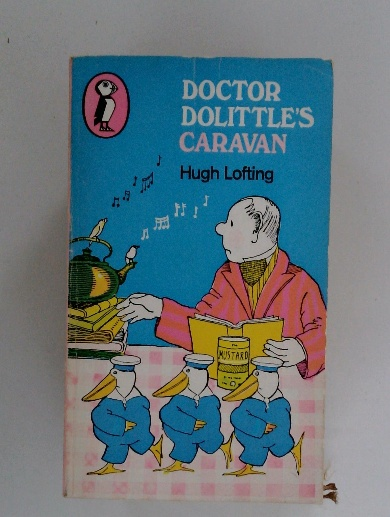 DOCTOR
DOLITTLE'S
CARAVAN
Hugh Lofting
MUSTARD